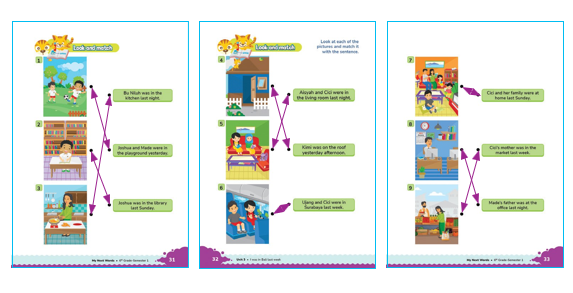 Look and match
1
Bu Niluh was in the
kitchen last night.
2
Joshua and Made were in
the playground yesterday.
3
Joshua was in the library
last Sunday.
My Next Words • 6th Grade Semester 1
31
Look and match
Look at each of the
pictures and match it
with the sentence.
4
Aisyah and Cici were in
the living room last night.
5
Kimi was on the roof
yesterday afternoon.
6
Ujang and Cici were in
Surabaya last week.
32
Unit 3 • I was in Bali last week
7
Cici and her family were at
home last Sunday.
8
Cici's mother was in the
market last week.
9
Made's father was at the
office last night.
My Next Words • 6th Grade Semester 1
33